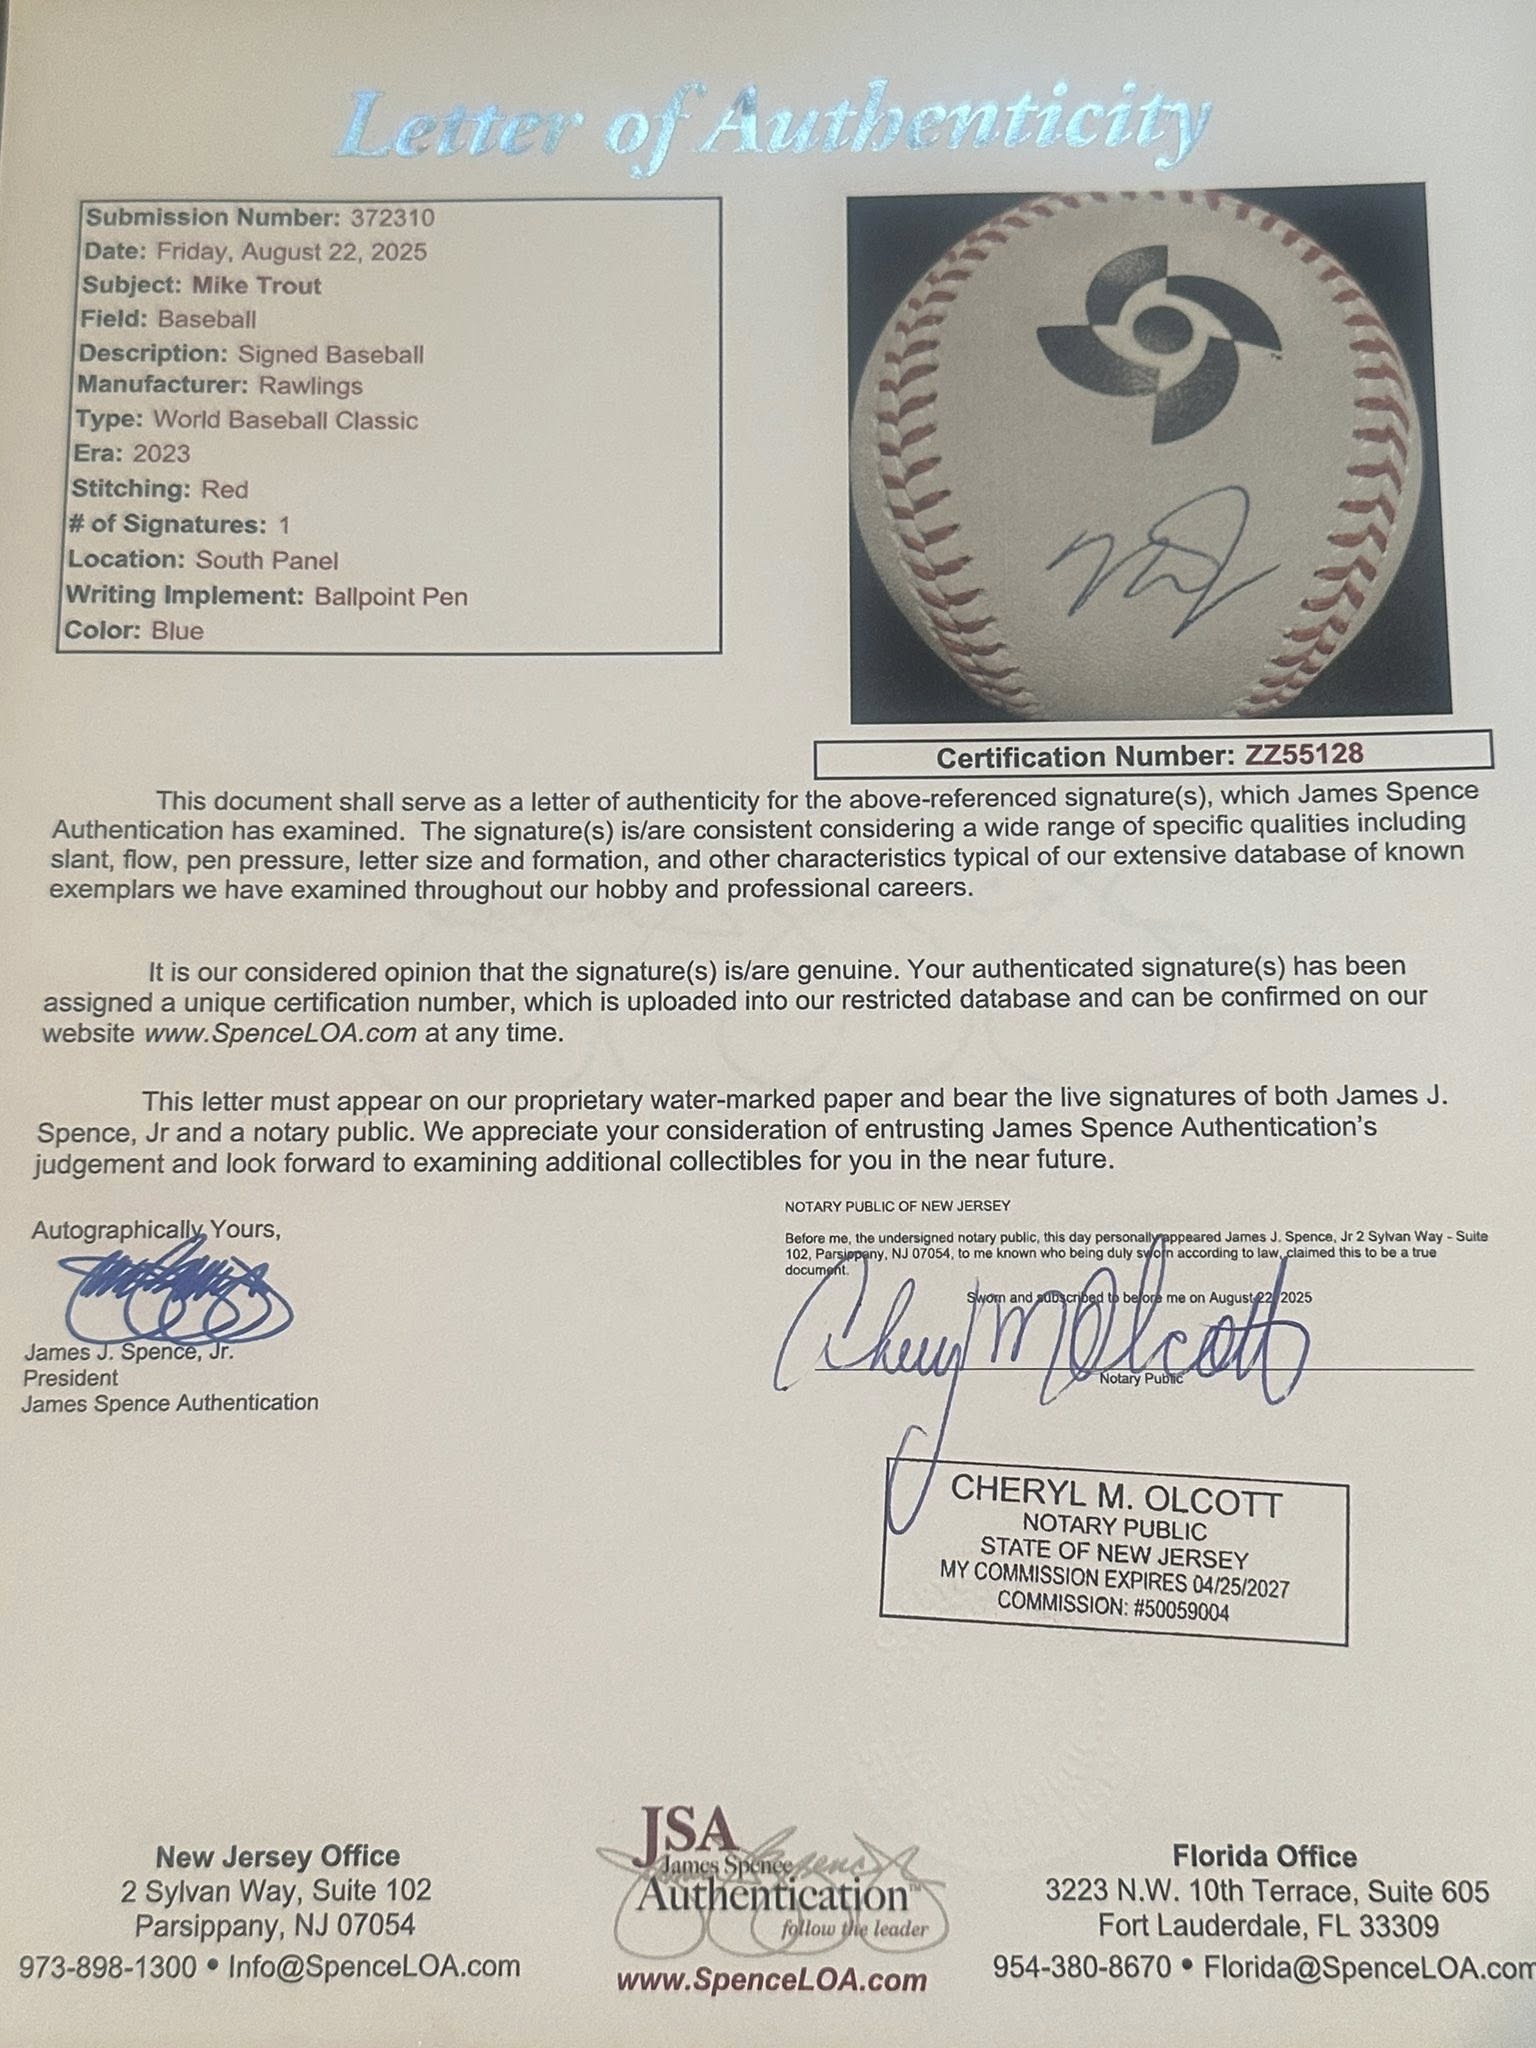 Letter of Authenticity
Submission Number: 372310
Date: Friday, August 22, 2025
Subject: Mike Trout
Field: Baseball
Description: Signed Baseball
Manufacturer: Rawlings
Type: World Baseball Classic
Era: 2023
Stitching: Red
# of Signatures: 1
Location: South Panel
Writing Implement: Ballpoint Pen
Color: Blue
Certification Number: ZZ55128
This document shall serve as a letter of authenticity for the above-referenced signature(s), which James Spence
Authentication has examined. The signature(s) is/are consistent considering a wide range of specific qualities including
slant, flow, pen pressure, letter size and formation, and other characteristics typical of our extensive database of known
exemplars we have examined throughout our hobby and professional careers.
It is our considered opinion that the signature(s) is/are genuine. Your authenticated signature(s) has been
assigned a unique certification number, which is uploaded into our restricted database and can be confirmed on our
website www.SpenceLOA.com at any time.
This letter must appear on our proprietary water-marked paper and bear the live signatures of both James J.
Spence, Jr and a notary public. We appreciate your consideration of entrusting James Spence Authentication's
judgement and look forward to examining additional collectibles for you in the near future.
Autographically Yours,
James J. Spence, Jr.
President
James Spence Authentication
NOTARY PUBLIC OF NEW JERSEY
Before me, the undersigned notary public, this day personally appeared James J. Spence, Jr 2 Sylvan Way - Suite
102, Parsippany, NJ 07054, to me known who being duly sworn according to law, claimed this to be a true
document.
Sworn and subscribed to before me on August 22, 2025
Cheryl M Olcott
Notary Public
CHERYL M. OLCOTT
NOTARY PUBLIC
STATE OF NEW JERSEY
MY COMMISSION EXPIRES 04/25/2027
COMMISSION: #50059004
New Jersey Office
2 Sylvan Way, Suite 102
Parsippany, NJ 07054
973-898-1300 • Info@SpenceLOA.com
JSA
James Spence
Authentication™
follow the leader
www.SpenceLOA.com
Florida Office
3223 N.W. 10th Terrace, Suite 605
Fort Lauderdale, FL 33309
954-380-8670 • Florida@SpenceLOA.com